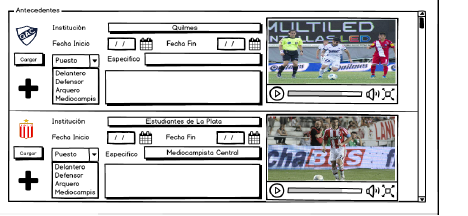 Antecedentes
Institución Quilmes
MULTILED
Fecha Inicio / / Fecha Fin / /
Cargar Puesto Especifico
Delantero
Defensor
Arquero
Mediocampis
Institución Estudiantes de La Plata
Fecha Inicio / / Fecha Fin / /
Cargar Puesto Especifico Mediocampista Central
Delantero
Defensor
Arquero
Mediocampis